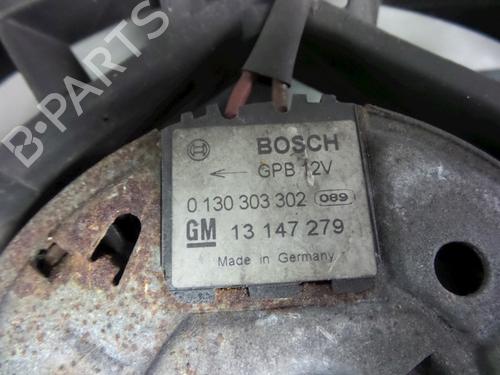 B-PARTS
BOSCH
← GPB 12V
0 130 303 302 089
GM 13 147 279
Made in Germany